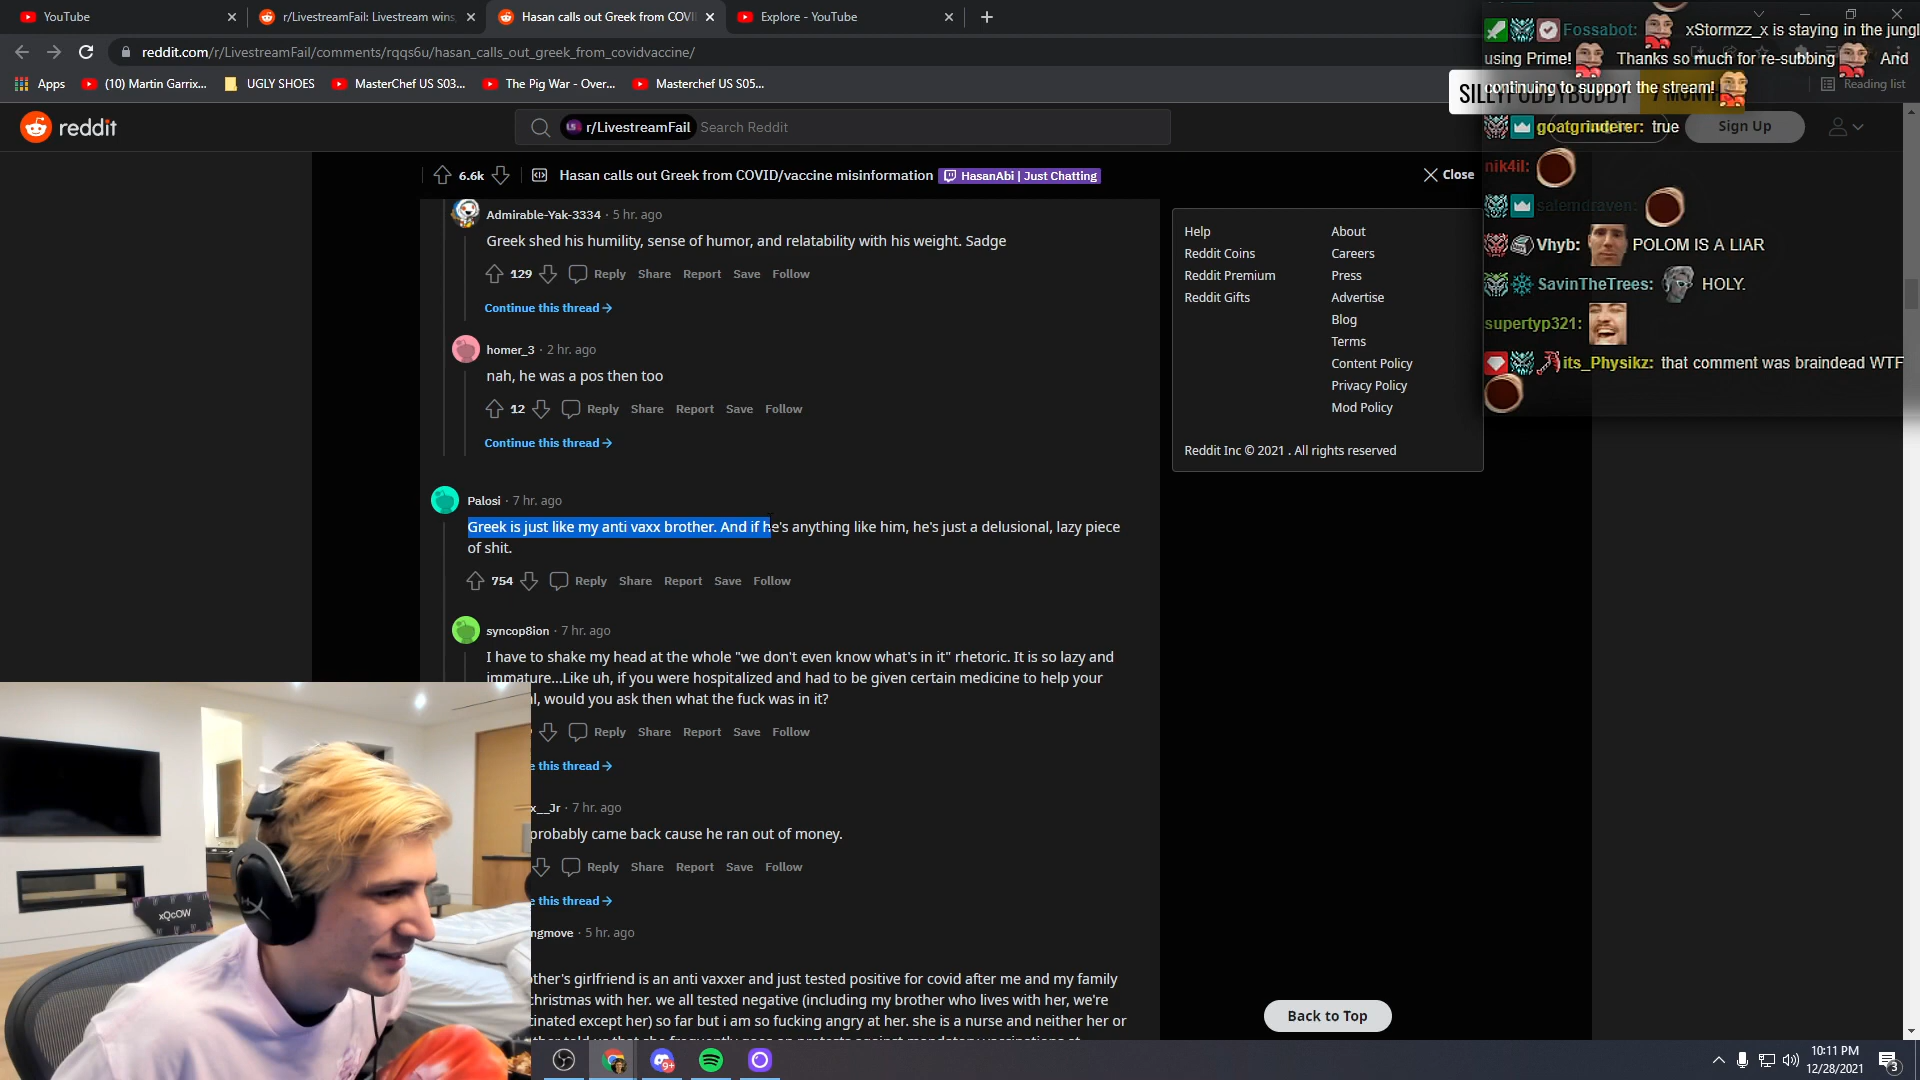 YouTube
r/LivestreamFail: Livestream wins,
Hasan calls out Greek from COVI
Explore - YouTube
reddit.com/r/LivestreamFail/comments/rqqs6u/hasan_calls_out_greek_from_covidvaccine/
Apps
(10) Martin Garrix...
UGLY SHOES
MasterChef US S03...
The Pig War - Over...
Masterchef US S05...
Reading list
reddit
r/LivestreamFail
Search Reddit
Sign Up
6.6k
Hasan calls out Greek from COVID/vaccine misinformation
HasanAbi | Just Chatting
Close
Admirable-Yak-3334 · 5 hr. ago
Greek shed his humility, sense of humor, and relatability with his weight. Sadge
129 Reply Share Report Save Follow
Continue this thread →
homer_3 · 2 hr. ago
nah, he was a pos then too
12 Reply Share Report Save Follow
Continue this thread →
Palosi · 7 hr. ago
Greek is just like my anti vaxx brother. And if he's anything like him, he's just a delusional, lazy piece
of shit.
754 Reply Share Report Save Follow
syncop8ion · 7 hr. ago
I have to shake my head at the whole "we don't even know what's in it" rhetoric. It is so lazy and
immature...Like uh, if you were hospitalized and had to be given certain medicine to help your
l, would you ask then what the fuck was in it?
Reply Share Report Save Follow
e this thread →
x__Jr · 7 hr. ago
probably came back cause he ran out of money.
Reply Share Report Save Follow
e this thread →
ngmove · 5 hr. ago
other's girlfriend is an anti vaxxer and just tested positive for covid after me and my family
christmas with her. we all tested negative (including my brother who lives with her, we're
cinated except her) so far but i am so fucking angry at her. she is a nurse and neither her or
Help
About
Reddit Coins
Careers
Reddit Premium
Press
Reddit Gifts
Advertise
Blog
Terms
Content Policy
Privacy Policy
Mod Policy
Reddit Inc © 2021 . All rights reserved
Back to Top
Fossabot: xStormzz_x is staying in the jungl
using Prime! Thanks so much for re-subbing And
continuing to support the stream!
goatgrinderer: true
nik4il:
salemdraven:
Vhyb: POLOM IS A LIAR
SavinTheTrees: HOLY.
supertyp321:
its_Physikz: that comment was braindead WTF
xQcOW
9+
10:11 PM
12/28/2021
3